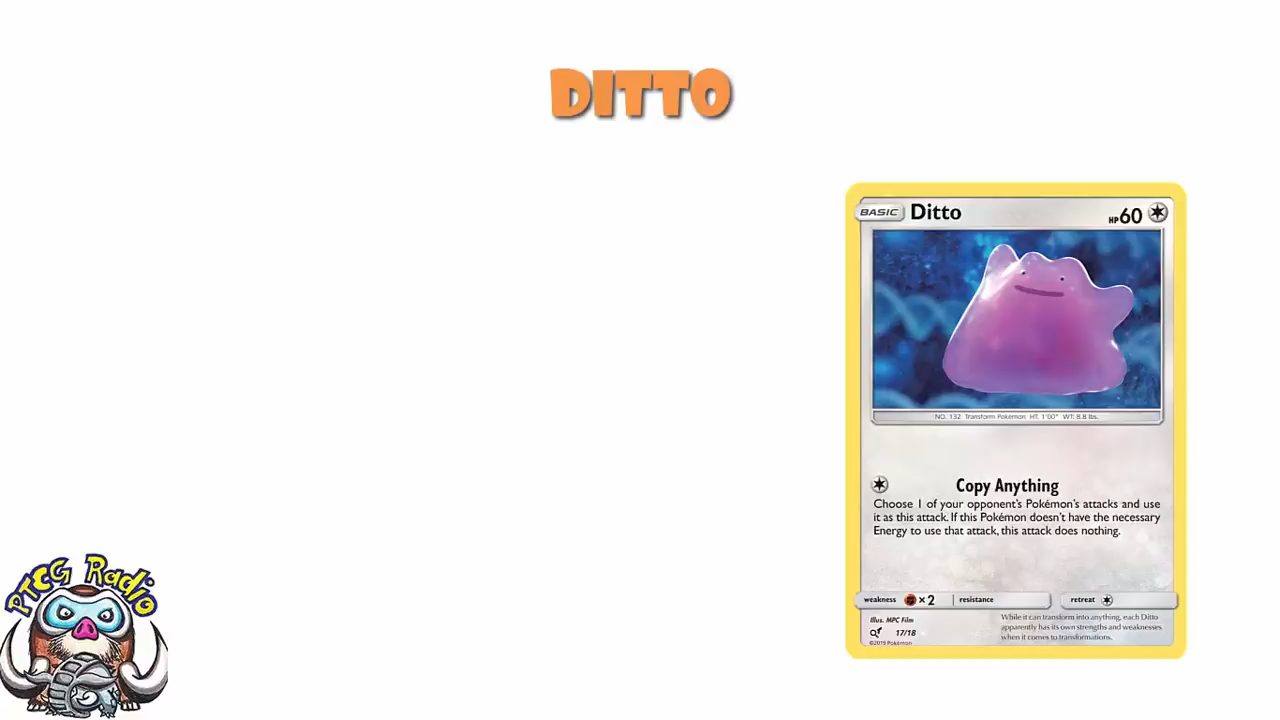 DITTO
BASIC Ditto HP60
NO. 132 Transform Pokémon HT. 1'00" WT: 8.8 lbs.
Copy Anything
Choose 1 of your opponent's Pokémon's attacks and use
it as this attack. If this Pokémon doesn't have the necessary
Energy to use that attack, this attack does nothing.
weakness ×2 resistance retreat
Illus. MPC Film
17/18
©2019 Pokémon
While it can transform into anything, each Ditto
apparently has its own strengths and weaknesses
when it comes to transformations.
PTCG Radio